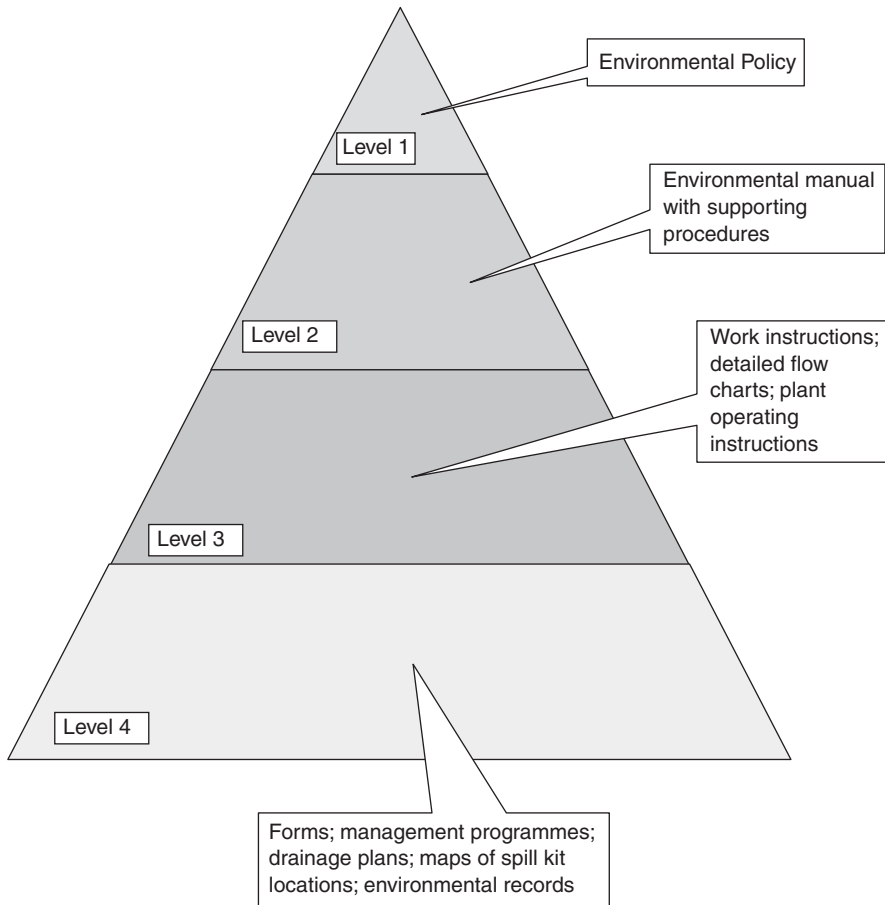 Environmental Policy
Level 1
Environmental manual
with supporting
procedures
Level 2
Work instructions;
detailed flow
charts; plant
operating
instructions
Level 3
Level 4
Forms; management programmes;
drainage plans; maps of spill kit
locations; environmental records